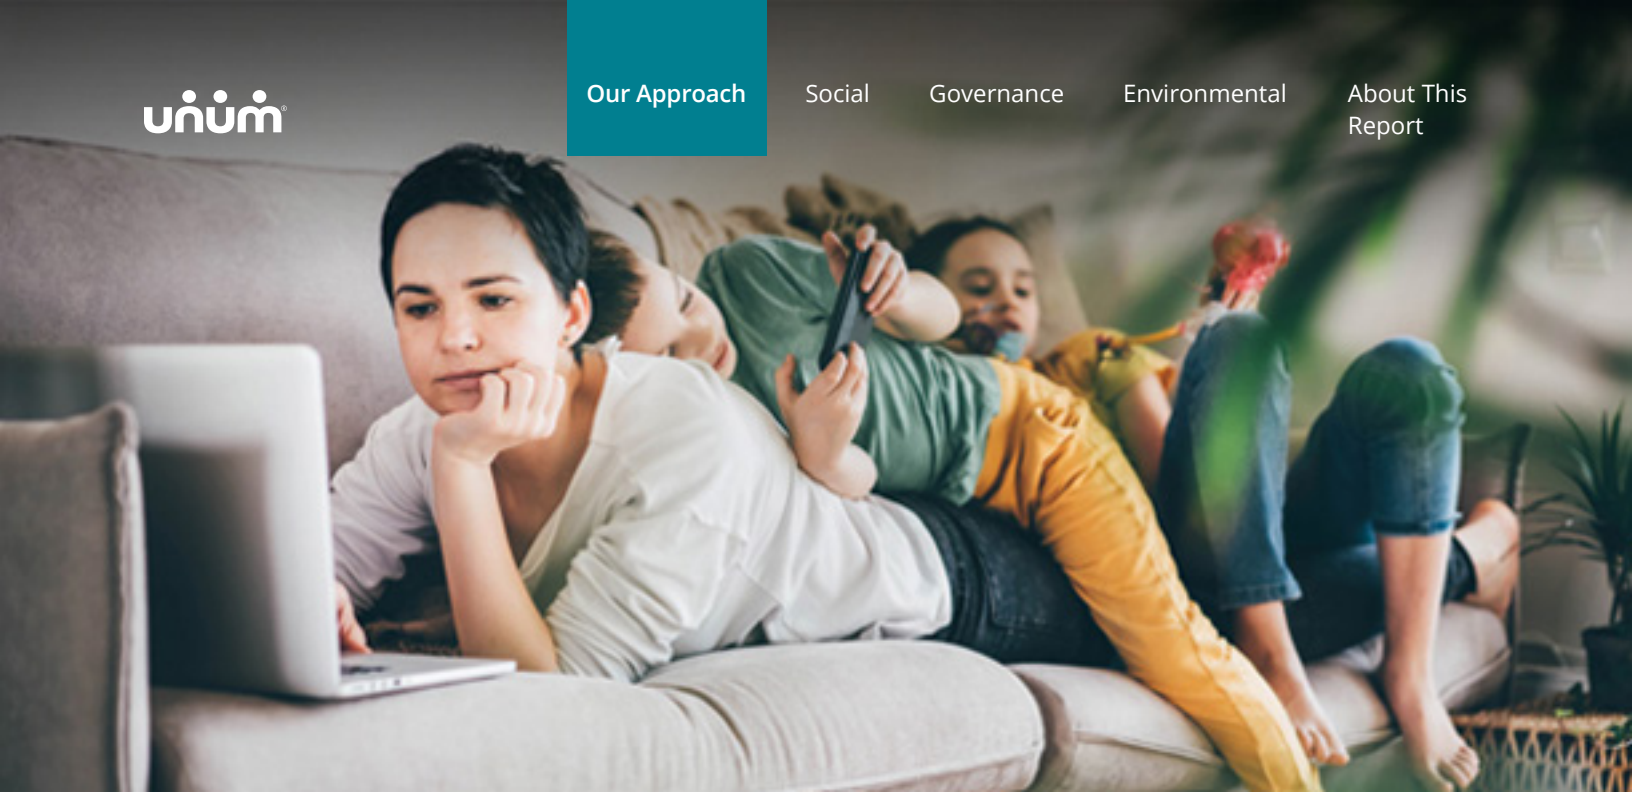 unum®
Our Approach
Social
Governance
Environmental
About This
Report